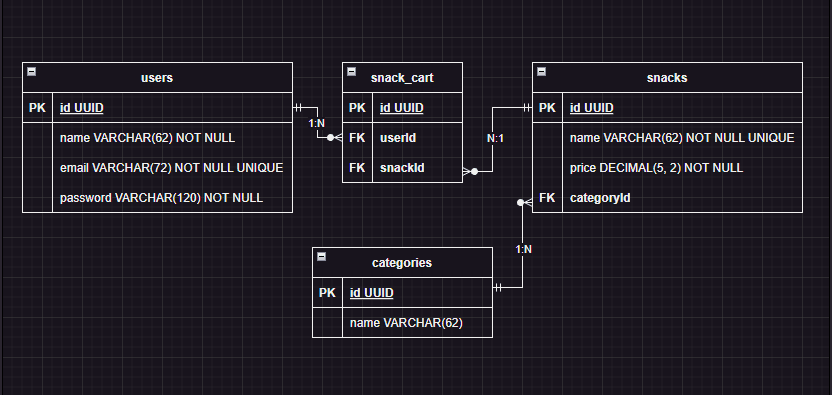 users
PK id UUID
name VARCHAR(62) NOT NULL
email VARCHAR(72) NOT NULL UNIQUE
password VARCHAR(120) NOT NULL
1:N
snack_cart
PK id UUID
FK userId
FK snackId
N:1
snacks
PK id UUID
name VARCHAR(62) NOT NULL UNIQUE
price DECIMAL(5, 2) NOT NULL
FK categoryId
1:N
categories
PK id UUID
name VARCHAR(62)